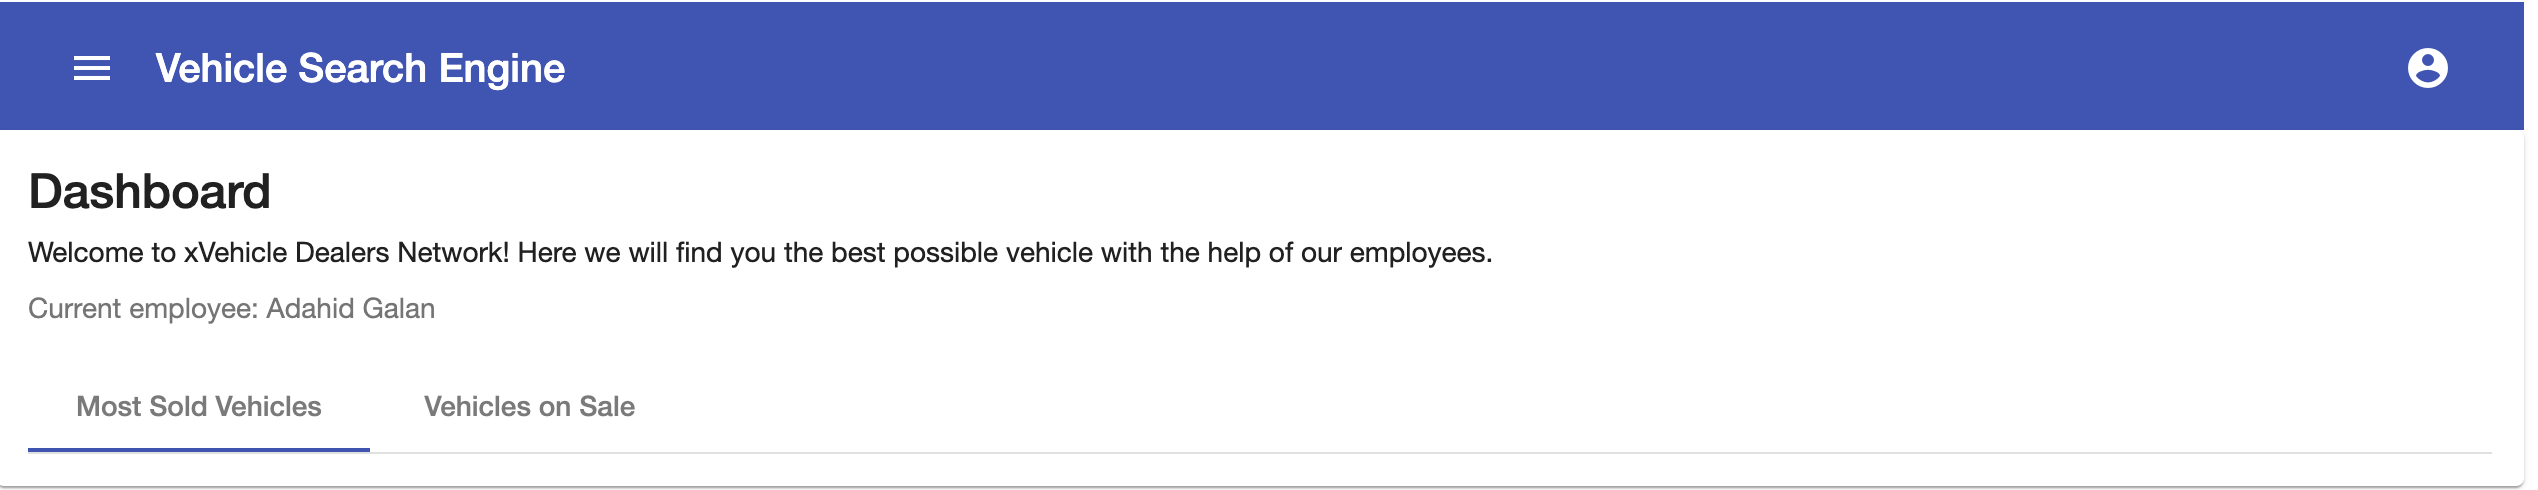 Vehicle Search Engine
Dashboard
Welcome to xVehicle Dealers Network! Here we will find you the best possible vehicle with the help of our employees.
Current employee: Adahid Galan
Most Sold Vehicles
Vehicles on Sale